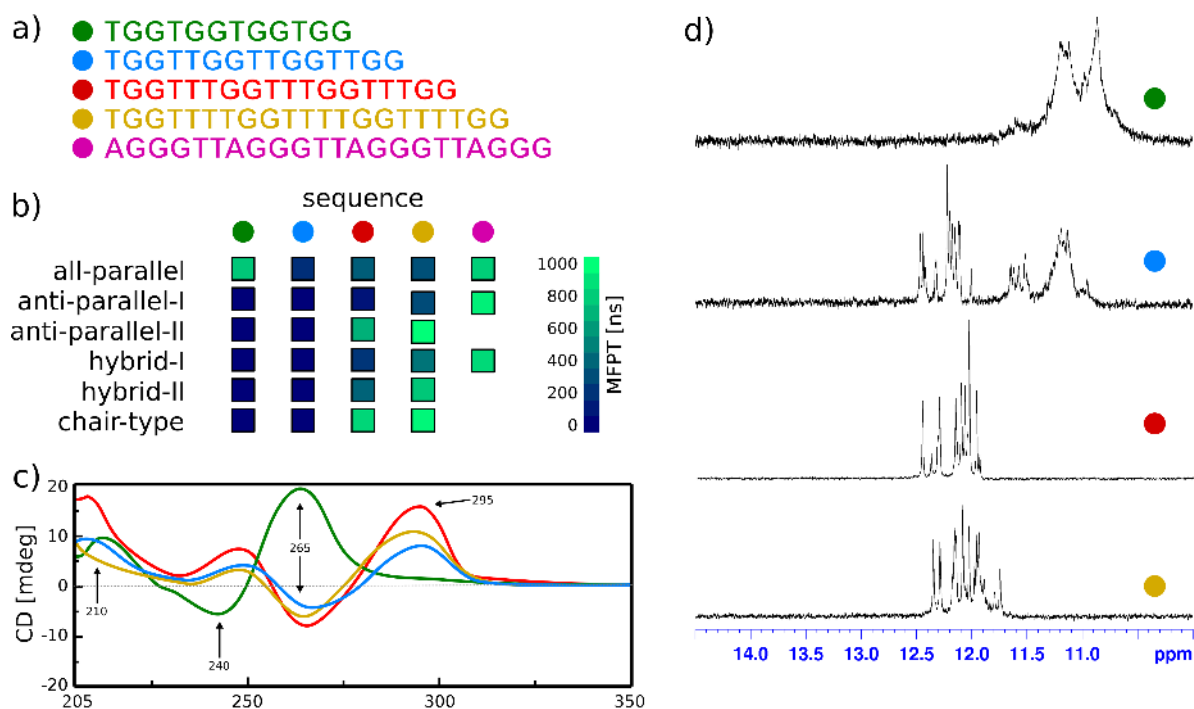 a)
TGGTGGTGGTGG
TGGTTGGTTGGTTGG
TGGTTTGGTTTGGTTTGG
TGGTTTTGGTTTTGGTTTTGG
AGGGTTAGGGTTAGGGTTAGGG
b)
sequence
all-parallel
anti-parallel-I
anti-parallel-II
hybrid-I
hybrid-II
chair-type
1000
800
600
400
200
0
MFPT [ns]
c)
20
10
0
-10
-20
CD [mdeg]
210
240
265
295
205
250
300
350
d)
14.0
13.5
13.0
12.5
12.0
11.5
11.0
ppm